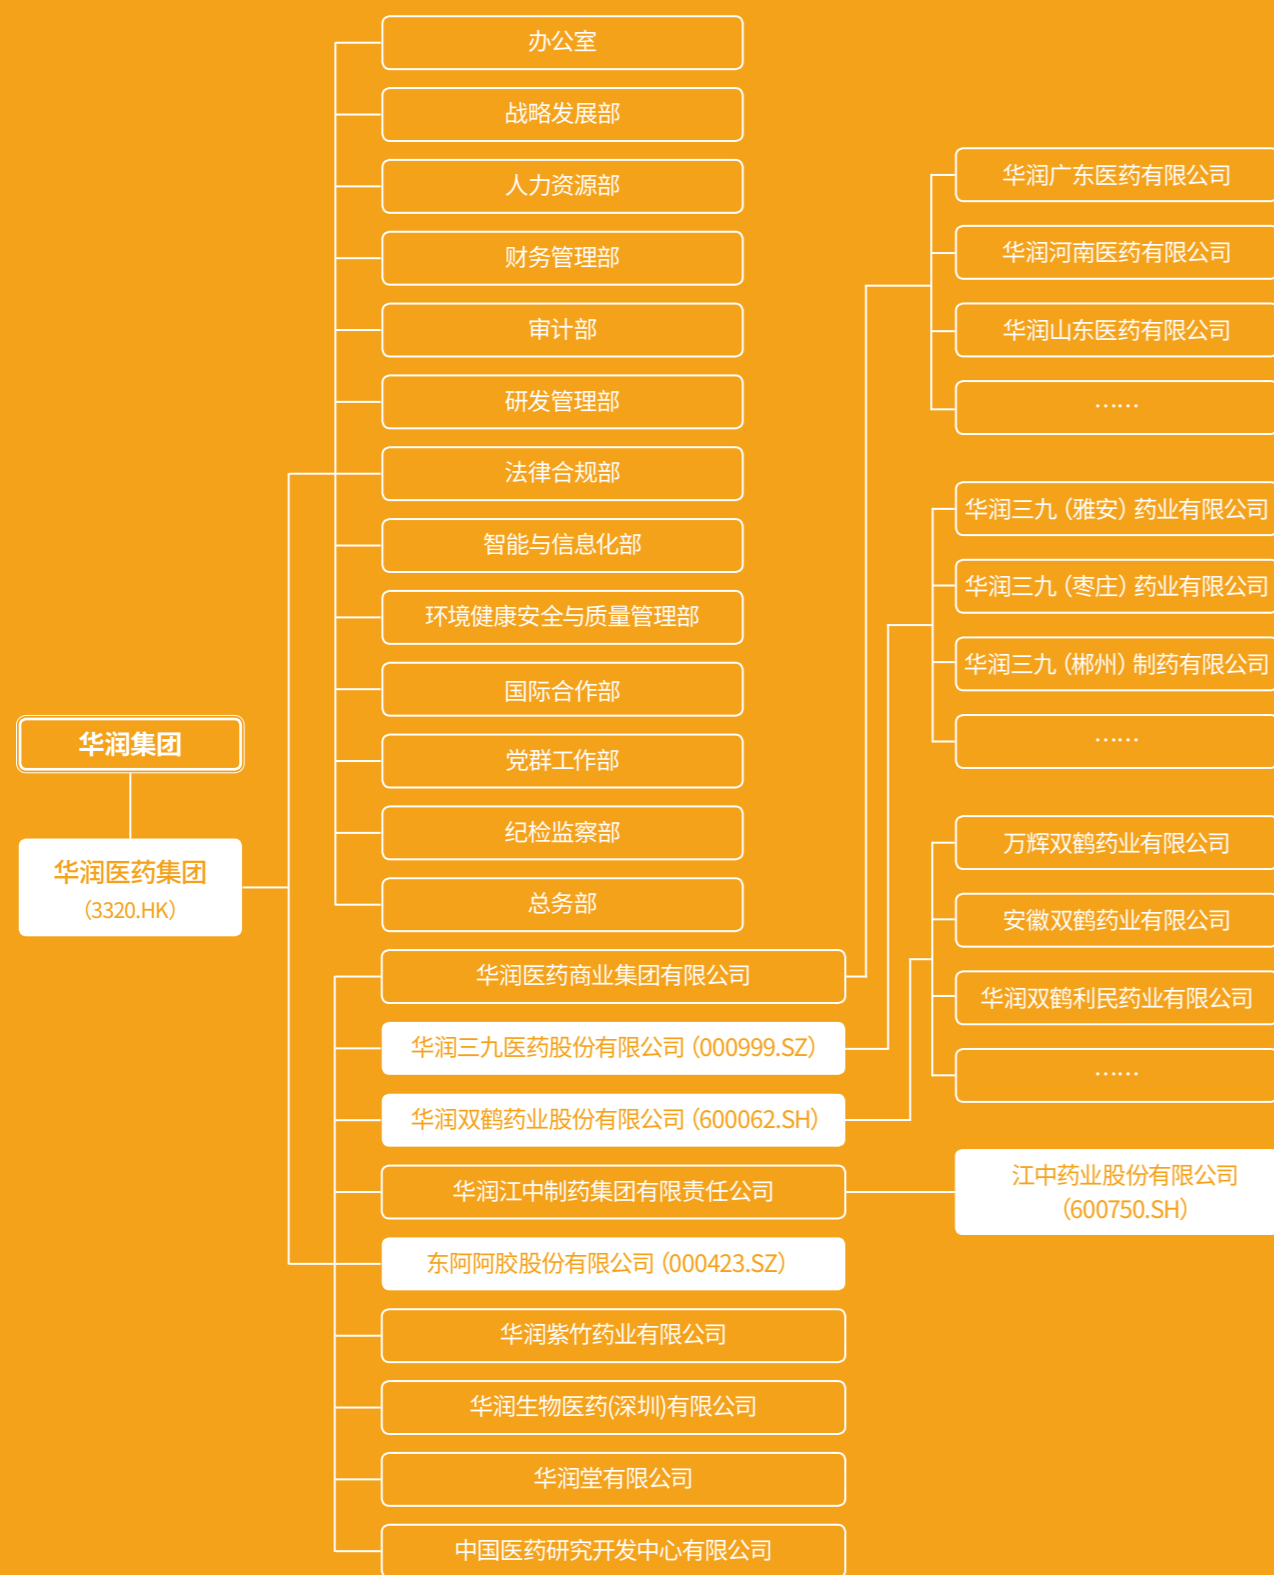 华润集团
华润医药集团
（3320.HK）
办公室
战略发展部
人力资源部
财务管理部
审计部
研发管理部
法律合规部
智能与信息化部
环境健康安全与质量管理部
国际合作部
党群工作部
纪检监察部
总务部
华润医药商业集团有限公司
华润三九医药股份有限公司（000999.SZ）
华润双鹤药业股份有限公司（600062.SH）
华润江中制药集团有限责任公司
东阿阿胶股份有限公司（000423.SZ）
华润紫竹药业有限公司
华润生物医药(深圳)有限公司
华润堂有限公司
中国医药研究开发中心有限公司
华润广东医药有限公司
华润河南医药有限公司
华润山东医药有限公司
……
华润三九（雅安）药业有限公司
华润三九（枣庄）药业有限公司
华润三九（郴州）制药有限公司
……
万辉双鹤药业有限公司
安徽双鹤药业有限公司
华润双鹤利民药业有限公司
……
江中药业股份有限公司
（600750.SH）